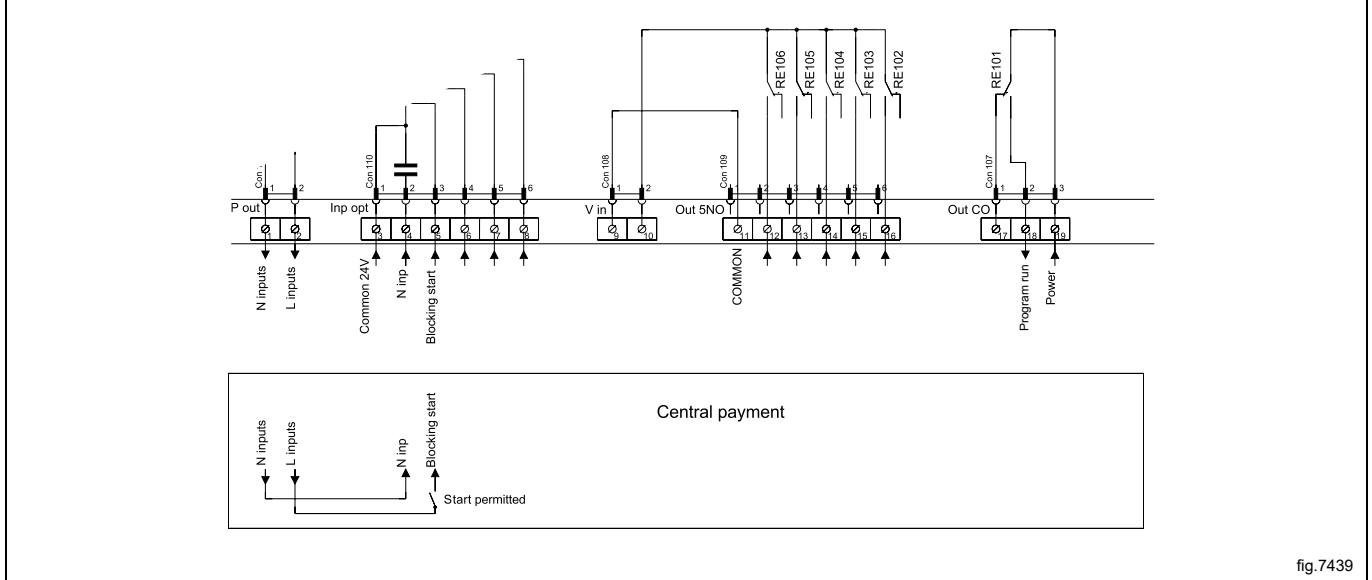 RE106
RE105
RE104
RE103
RE102
RE101
Con 110
Con 108
Con 109
Con 107
1 2
1 2 3 4 5 6
1 2
1 2 3 4 5 6
1 2 3
P out
Inp opt
V in
Out 5NO
Out CO
1 2
3 4 5 6 7 8
9 10
11 12 13 14 15 16
17 18 19
N inputs
L inputs
Common 24V
N inp
Blocking start
COMMON
Program run
Power
Central payment
N inputs
L inputs
N inp
Blocking start
Start permitted
fig.7439